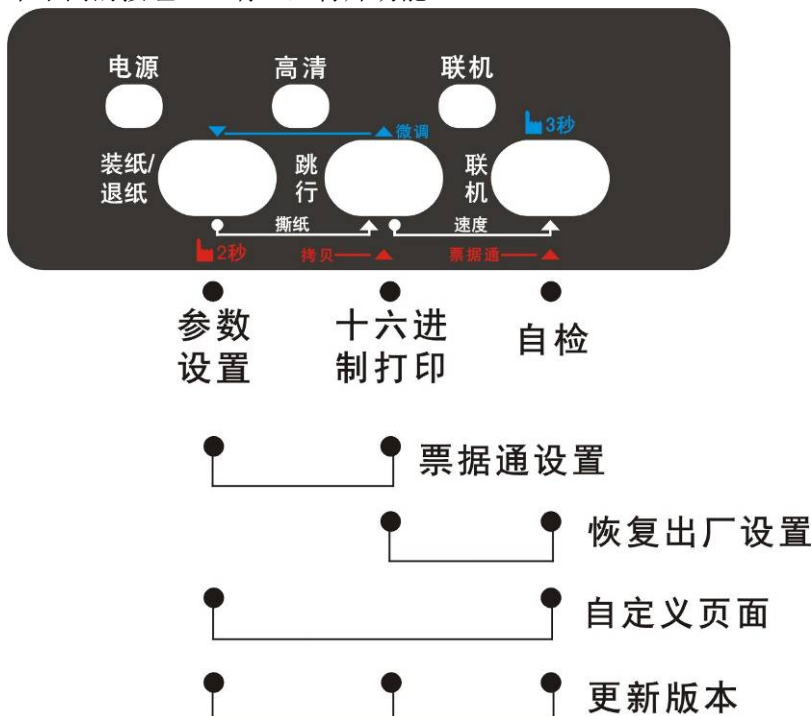 电源 高清 联机
微调 3秒
装纸/ 跳 联
退纸 行 机
撕纸 速度
2秒 拷贝 票据通
参数 十六进 自检
设置 制打印
票据通设置
恢复出厂设置
自定义页面
更新版本